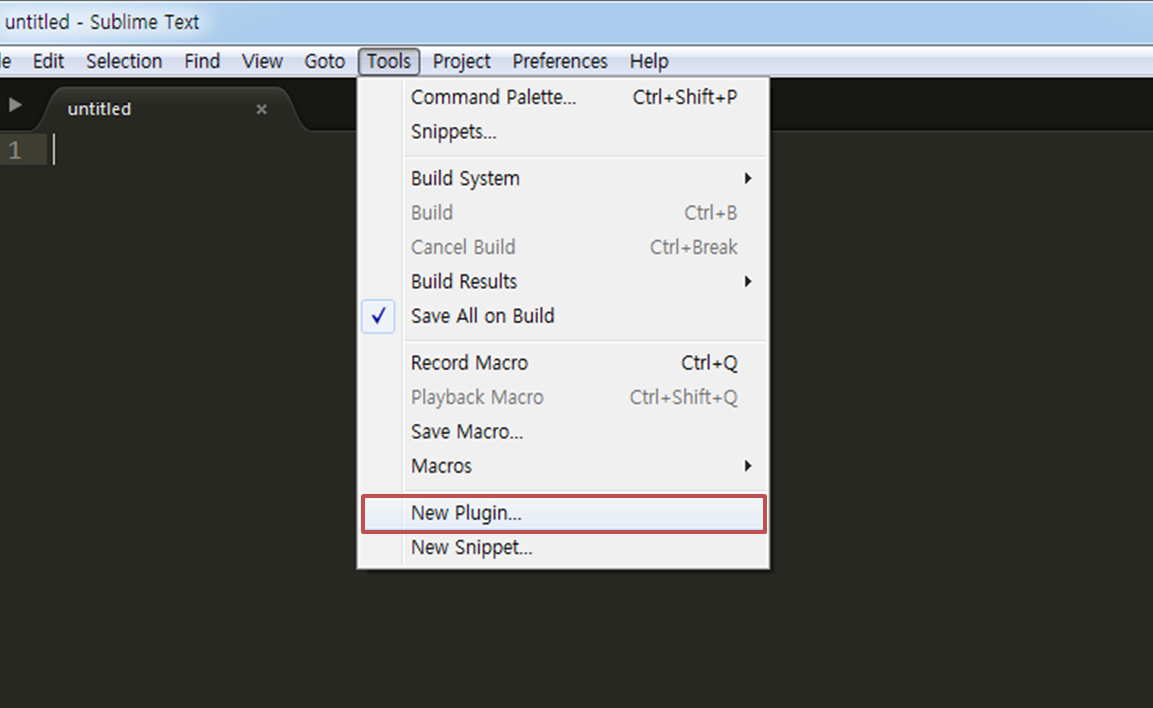 untitled - Sublime Text
le Edit Selection Find View Goto Tools Project Preferences Help
untitled ×
1
Command Palette... Ctrl+Shift+P
Snippets...
Build System
Build Ctrl+B
Cancel Build Ctrl+Break
Build Results
Save All on Build
Record Macro Ctrl+Q
Playback Macro Ctrl+Shift+Q
Save Macro...
Macros
New Plugin...
New Snippet...